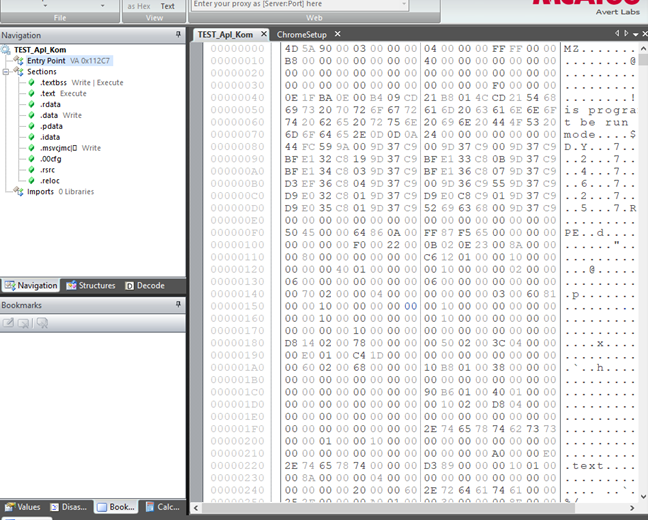 as Hex Text
Enter your proxy as [Server:Port] here
Avert Labs
File View Web
Navigation
TEST_Apl_Kom
Entry Point VA 0x112C7
Sections
.textbss Write | Execute
.text Execute
.rdata
.data Write
.pdata
.idata
.msvcjmc|▯ Write
.00cfg
.rsrc
.reloc
Imports 0 Libraries
Navigation Structures Decode
Bookmarks
Values Disas... Book... Calc...
TEST_Apl_Kom ChromeSetup
00000000 4D 5A 90 00 03 00 00 00 04 00 00 00 FF FF 00 00 MZ..............
00000010 B8 00 00 00 00 00 00 00 40 00 00 00 00 00 00 00 ........@
00000020 00 00 00 00 00 00 00 00 00 00 00 00 00 00 00 00
00000030 00 00 00 00 00 00 00 00 00 00 00 00 F0 00 00 00
00000040 0E 1F BA 0E 00 B4 09 CD 21 B8 01 4C CD 21 54 68 ........!
00000050 69 73 20 70 72 6F 67 72 61 6D 20 63 61 6E 6E 6F is programt
00000060 74 20 62 65 20 72 75 6E 20 69 6E 20 44 4F 53 20 t be run
00000070 6D 6F 64 65 2E 0D 0D 0A 24 00 00 00 00 00 00 00 mode....$
00000080 44 FC 59 9A 00 9D 37 C9 00 9D 37 C9 00 9D 37 C9 D.Y...7..
00000090 BF E1 32 C8 19 9D 37 C9 BF E1 33 C8 0B 9D 37 C9 ..2...7..
000000A0 BF E1 34 C8 03 9D 37 C9 BF E1 36 C8 07 9D 37 C9 ..4...7..
000000B0 D3 EF 36 C8 04 9D 37 C9 00 9D 36 C9 55 9D 37 C9 ..6...7..
000000C0 D9 E0 32 C8 01 9D 37 C9 D9 E0 C8 C9 01 9D 37 C9 ..2...7..
000000D0 D9 E0 35 C8 01 9D 37 C9 52 69 63 68 00 9D 37 C9 ..5...7.R
000000E0 00 00 00 00 00 00 00 00 00 00 00 00 00 00 00 00
000000F0 50 45 00 00 64 86 0A 00 FF 87 F5 65 00 00 00 00 PE..d....
00000100 00 00 00 00 F0 00 22 00 0B 02 0E 23 00 8A 00 00 ......"..
00000110 00 80 00 00 00 00 00 00 C6 12 01 00 00 10 00 00
00000120 00 00 00 40 01 00 00 00 00 10 00 00 00 02 00 00 ...@.....
00000130 06 00 00 00 00 00 00 00 06 00 00 00 00 00 00 00
00000140 00 70 02 00 00 04 00 00 00 00 00 00 03 00 60 81 .p.......
00000150 00 00 10 00 00 00 00 00 00 10 00 00 00 00 00 00
00000160 00 00 10 00 00 00 00 00 00 10 00 00 00 00 00 00
00000170 00 00 00 00 10 00 00 00 00 00 00 00 00 00 00 00
00000180 D8 14 02 00 78 00 00 00 00 50 02 00 3C 04 00 00 ....x....
00000190 00 E0 01 00 C4 1D 00 00 00 00 00 00 00 00 00 00
000001A0 00 60 02 00 68 00 00 00 10 B8 01 00 38 00 00 00 .`..h....
000001B0 00 00 00 00 00 00 00 00 00 00 00 00 00 00 00 00
000001C0 00 00 00 00 00 00 00 00 90 B6 01 00 40 01 00 00
000001D0 00 00 00 00 00 00 00 00 00 10 02 00 D8 04 00 00
000001E0 00 00 00 00 00 00 00 00 00 00 00 00 00 00 00 00
000001F0 00 00 00 00 00 00 00 00 2E 74 65 78 74 62 73 73
00000200 00 00 01 00 00 10 00 00 00 00 00 00 00 00 00 00
00000210 00 00 00 00 00 00 00 00 00 00 00 00 A0 00 00 E0
00000220 2E 74 65 78 74 00 00 00 D3 89 00 00 00 10 01 00 .text....
00000230 00 8A 00 00 00 04 00 00 00 00 00 00 00 00 00 00
00000240 00 00 00 00 20 00 00 60 2E 72 64 61 74 61 00 00 .... ..`.